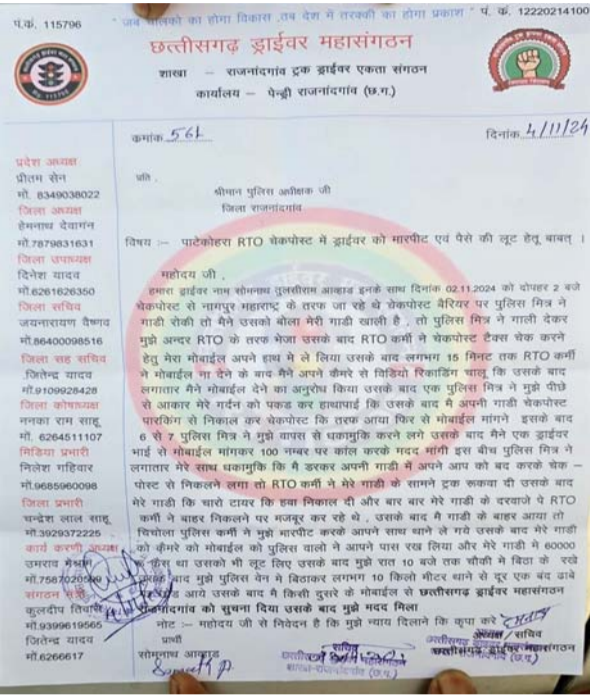 पं.कं. 115796
" जब चालको का होगा विकास ,तब देश में तरक्की का होगा प्रकाश " पं. कं. 12220214100
छत्तीसगढ़ ड्राईवर महासंगठन
शाखा – राजनांदगांव ट्रक ड्राईवर एकता संगठन
कार्यालय – पेन्ड्री राजनांदगांव (छ.ग.)
कमांक 561
दिनांक 4/11/24
प्रदेश अध्यक्ष
प्रीतम सेन
मो. 8349038022
जिला अध्यक्ष
हेमनाथ देवागंन
मो.7879831631
जिला उपाध्यक्ष
दिनेश यादव
मो.6261626350
जिला सचिव
जयनारायण वैष्णव
मो.86400098516
जिला सह सचिव
जितेन्द्र यादव
मो.9109928428
जिला कोषाध्यक्ष
ननका राम साहू
मो. 6264511107
मिडिया प्रभारी
निलेश गहिवार
मो.9685960098
जिला प्रभारी
चन्द्रेश लाल साहू
मो.3929372225
कार्य करणी अध्यक्ष
उमराव मेश्राम
संगठन मंत्री
कुलदीप तिवारी
मो.9399619565
जितेन्द्र यादव
मो.6266617
प्रति ,
श्रीमान पुलिस अधीक्षक जी
जिला राजनांदगांव
विषय :– पाटेकोहरा RTO चेकपोस्ट में ड्राईवर को मारपीट एवं पैसे की लूट हेतू बाबत् ।
महोदय जी ,
हमारा ड्राईवर नाम सोमनाथ तुलसीराम आव्हाड इनके साथ दिनांक 02.11.2024 को दोपहर 2 बजे
चेकपोस्ट से नागपुर महाराष्ट्र के तरफ जा रहे थे चेकपोस्ट बैरियर पर पुलिस मित्र ने
गाडी रोकी तो मैने उसको बोला मेरी गाडी खाली है , तो पुलिस मित्र ने गाली देकर
मुझे अन्दर RTO के तरफ भेजा उसके बाद RTO कर्मी ने चेकपोस्ट टैक्स चेक करने
हेतु मेरा मोबाईल अपने हाथ मे ले लिया उसके बाद लगभग 15 मिनट तक RTO कर्मी
ने मोबाईल ना देने के बाद मैने अपने कैमरे से विडियो रिकाडिंग चालू कि उसके बाद
लगातार मैने मोबाईल देने का अनुरोध किया उसके बाद एक पुलिस मित्र ने मुझे पीछे
से आकार मेरे गर्दन को पकड कर हाथापाई कि उसके बाद मै अपनी गाडी चेकपोस्ट
पारकिंग से निकाल कर चेकपोस्ट कि तरफ आया फिर से मोबाईल मांगने इसके बाद
6 से 7 पुलिस मित्र ने मुझे वापस से धकामुकि करने लगे उसके बाद मैने एक ड्राईवर
भाई से मोबाईल मांगकर 100 नम्बर पर कांल करके मदद मांगी इस बीच पुलिस मित्र ने
लगातार मेरे साथ धकामुकि कि मै डरकर अपनी गाडी में अपने आप को बद करके चेक –
पोस्ट से निकलने लगा तो RTO कर्मी ने मेरे गाडी के सामने ट्रक रूकवा दी उसके बाद
मेरे गाडी कि चारो टायर कि हवा निकाल दी और बार बार मेरे गाडी के दरवाजे पे RTO
कर्मी ने बाहर निकलने पर मजबूर कर रहे थे , उसके बाद मै गाडी के बाहर आया तो
चिचोला पुलिस कर्मी ने मुझे मारपीट करके आपने साथ थाने ले गये उसके बाद मेरे गाडी
को कॅमरे को मोबाईल को पुलिस वालो ने आपने पास रख लिया और मेरे गाडी मे 60000
कैस था उसको भी लूट लिए उसके बाद मुझे रात 10 बजे तक चौकी मे बिठा के रखे
उसके बाद मुझे पुलिस वेन मे बिठाकर लगभग 10 किलो मीटर थाने से दूर एक बंद ढाबे
आये उसके बाद मै किसी दुसरे के मोबाईल से छत्तीसगढ़ ड्राईवर महासंगठन
राजनांदगांव को सुचना दिया उसके बाद मुझे मदद मिला
नोट :– महोदय जी से निवेदन है कि मुझे न्याय दिलाने कि कृपा करे
प्रार्थी
अध्यक्ष / सचिव
सोमनाथ आव्हाड
छत्तीसगढ़ ड्राईवर महासंगठन
सचिव
शाखा-राजनांदगांव (छ.ग.)